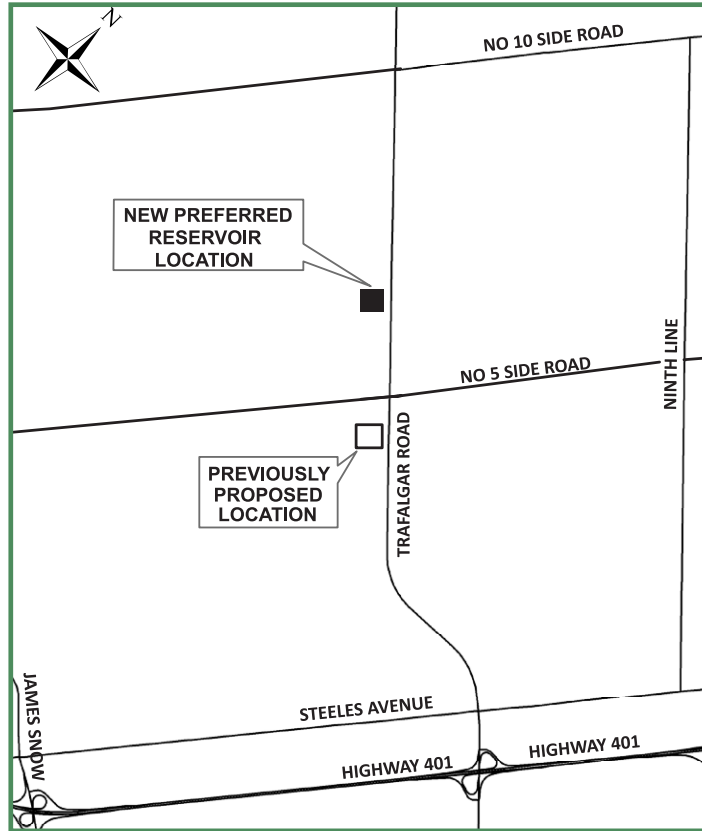 N
NO 10 SIDE ROAD
NEW PREFERRED
RESERVOIR
LOCATION
NINTH LINE
NO 5 SIDE ROAD
TRAFALGAR ROAD
PREVIOUSLY
PROPOSED
LOCATION
JAMES SNOW
STEELES AVENUE
HIGHWAY 401
HIGHWAY 401